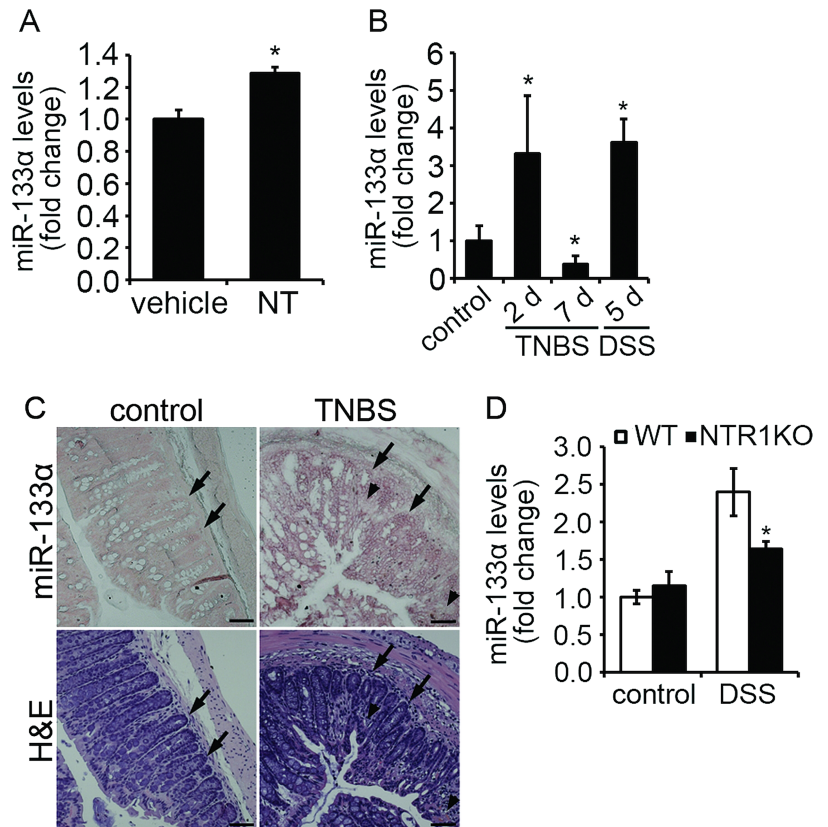 A
miR-133α levels
(fold change)
1.4
1.2
1.0
0.8
0.6
0.4
0.2
0.0
*
vehicle
NT
B
miR-133α levels
(fold change)
6
5
4
3
2
1
0
*
*
*
control
2 d
7 d
5 d
TNBS
DSS
C
control
TNBS
miR-133α
H&E
D
WT
NTR1KO
miR-133α levels
(fold change)
3.0
2.5
2.0
1.5
1.0
0.5
0.0
*
control
DSS